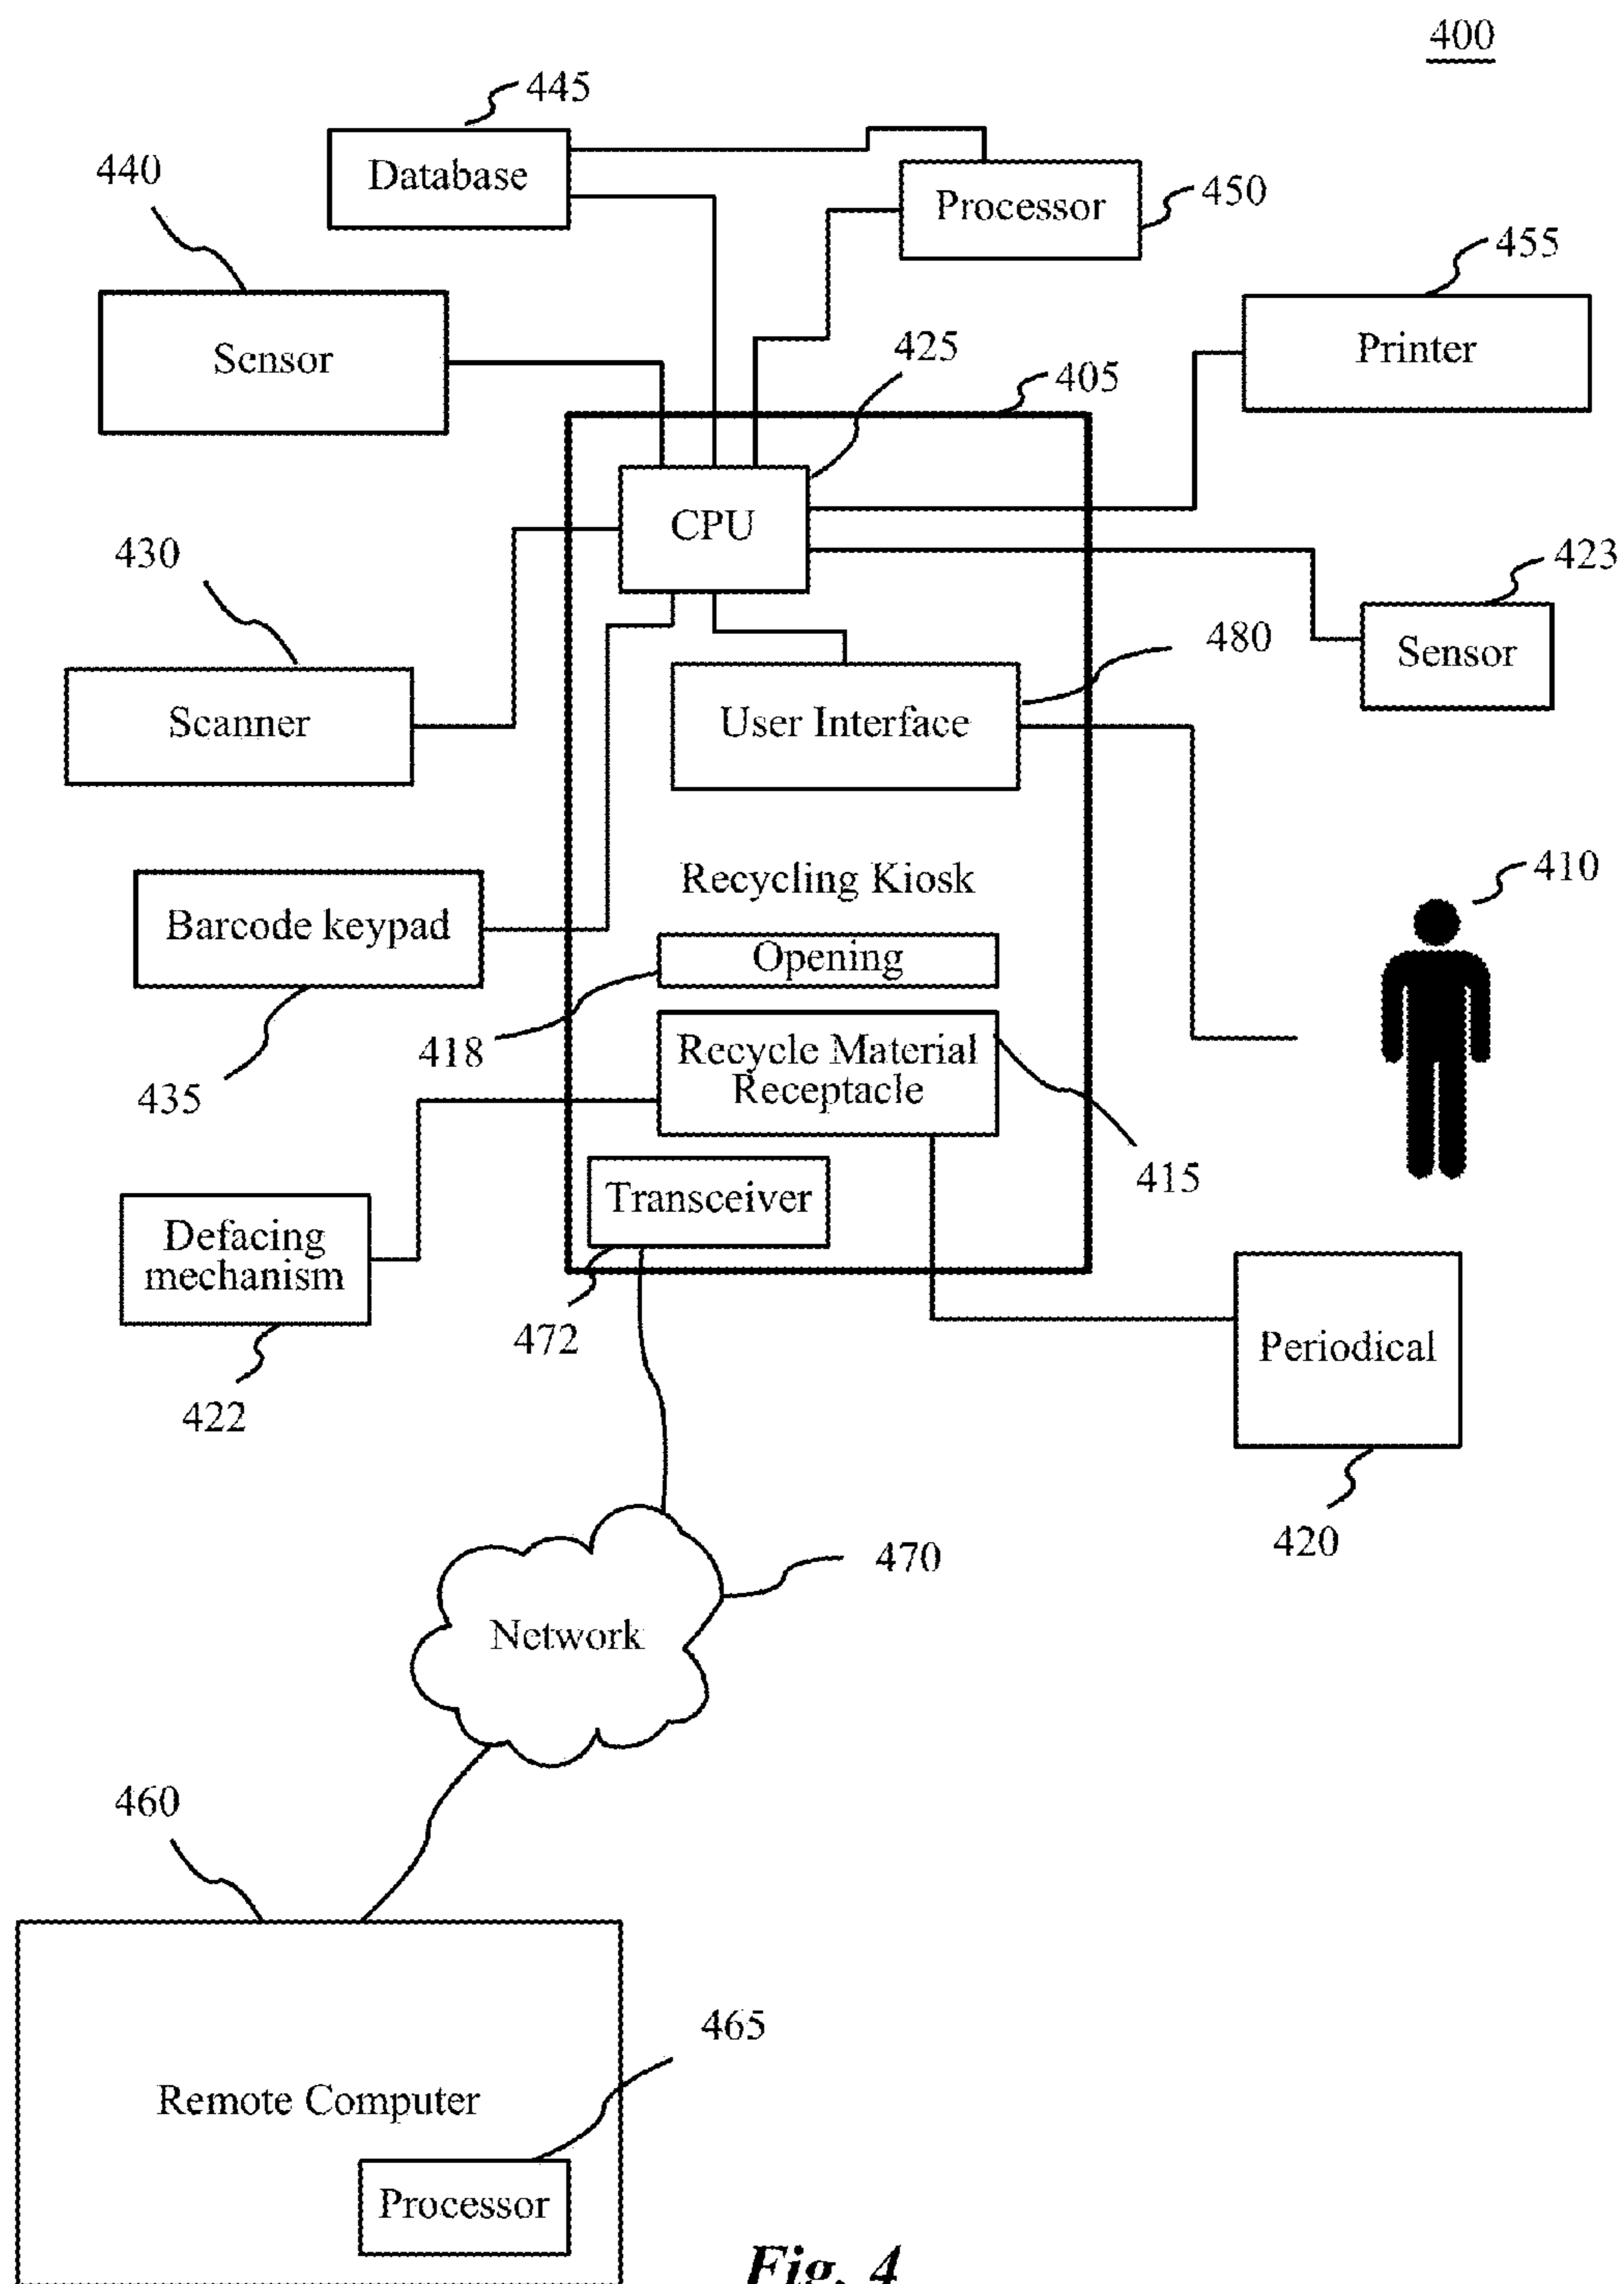 400
445
Database
440
Processor
450
455
Sensor
Printer
425
405
CPU
430
423
480
Sensor
Scanner
User Interface
Recycling Kiosk
410
Barcode keypad
Opening
418
Recycle Material
Receptacle
435
415
Transceiver
Defacing
mechanism
472
Periodical
422
420
470
Network
460
465
Remote Computer
Processor
Fig. 4